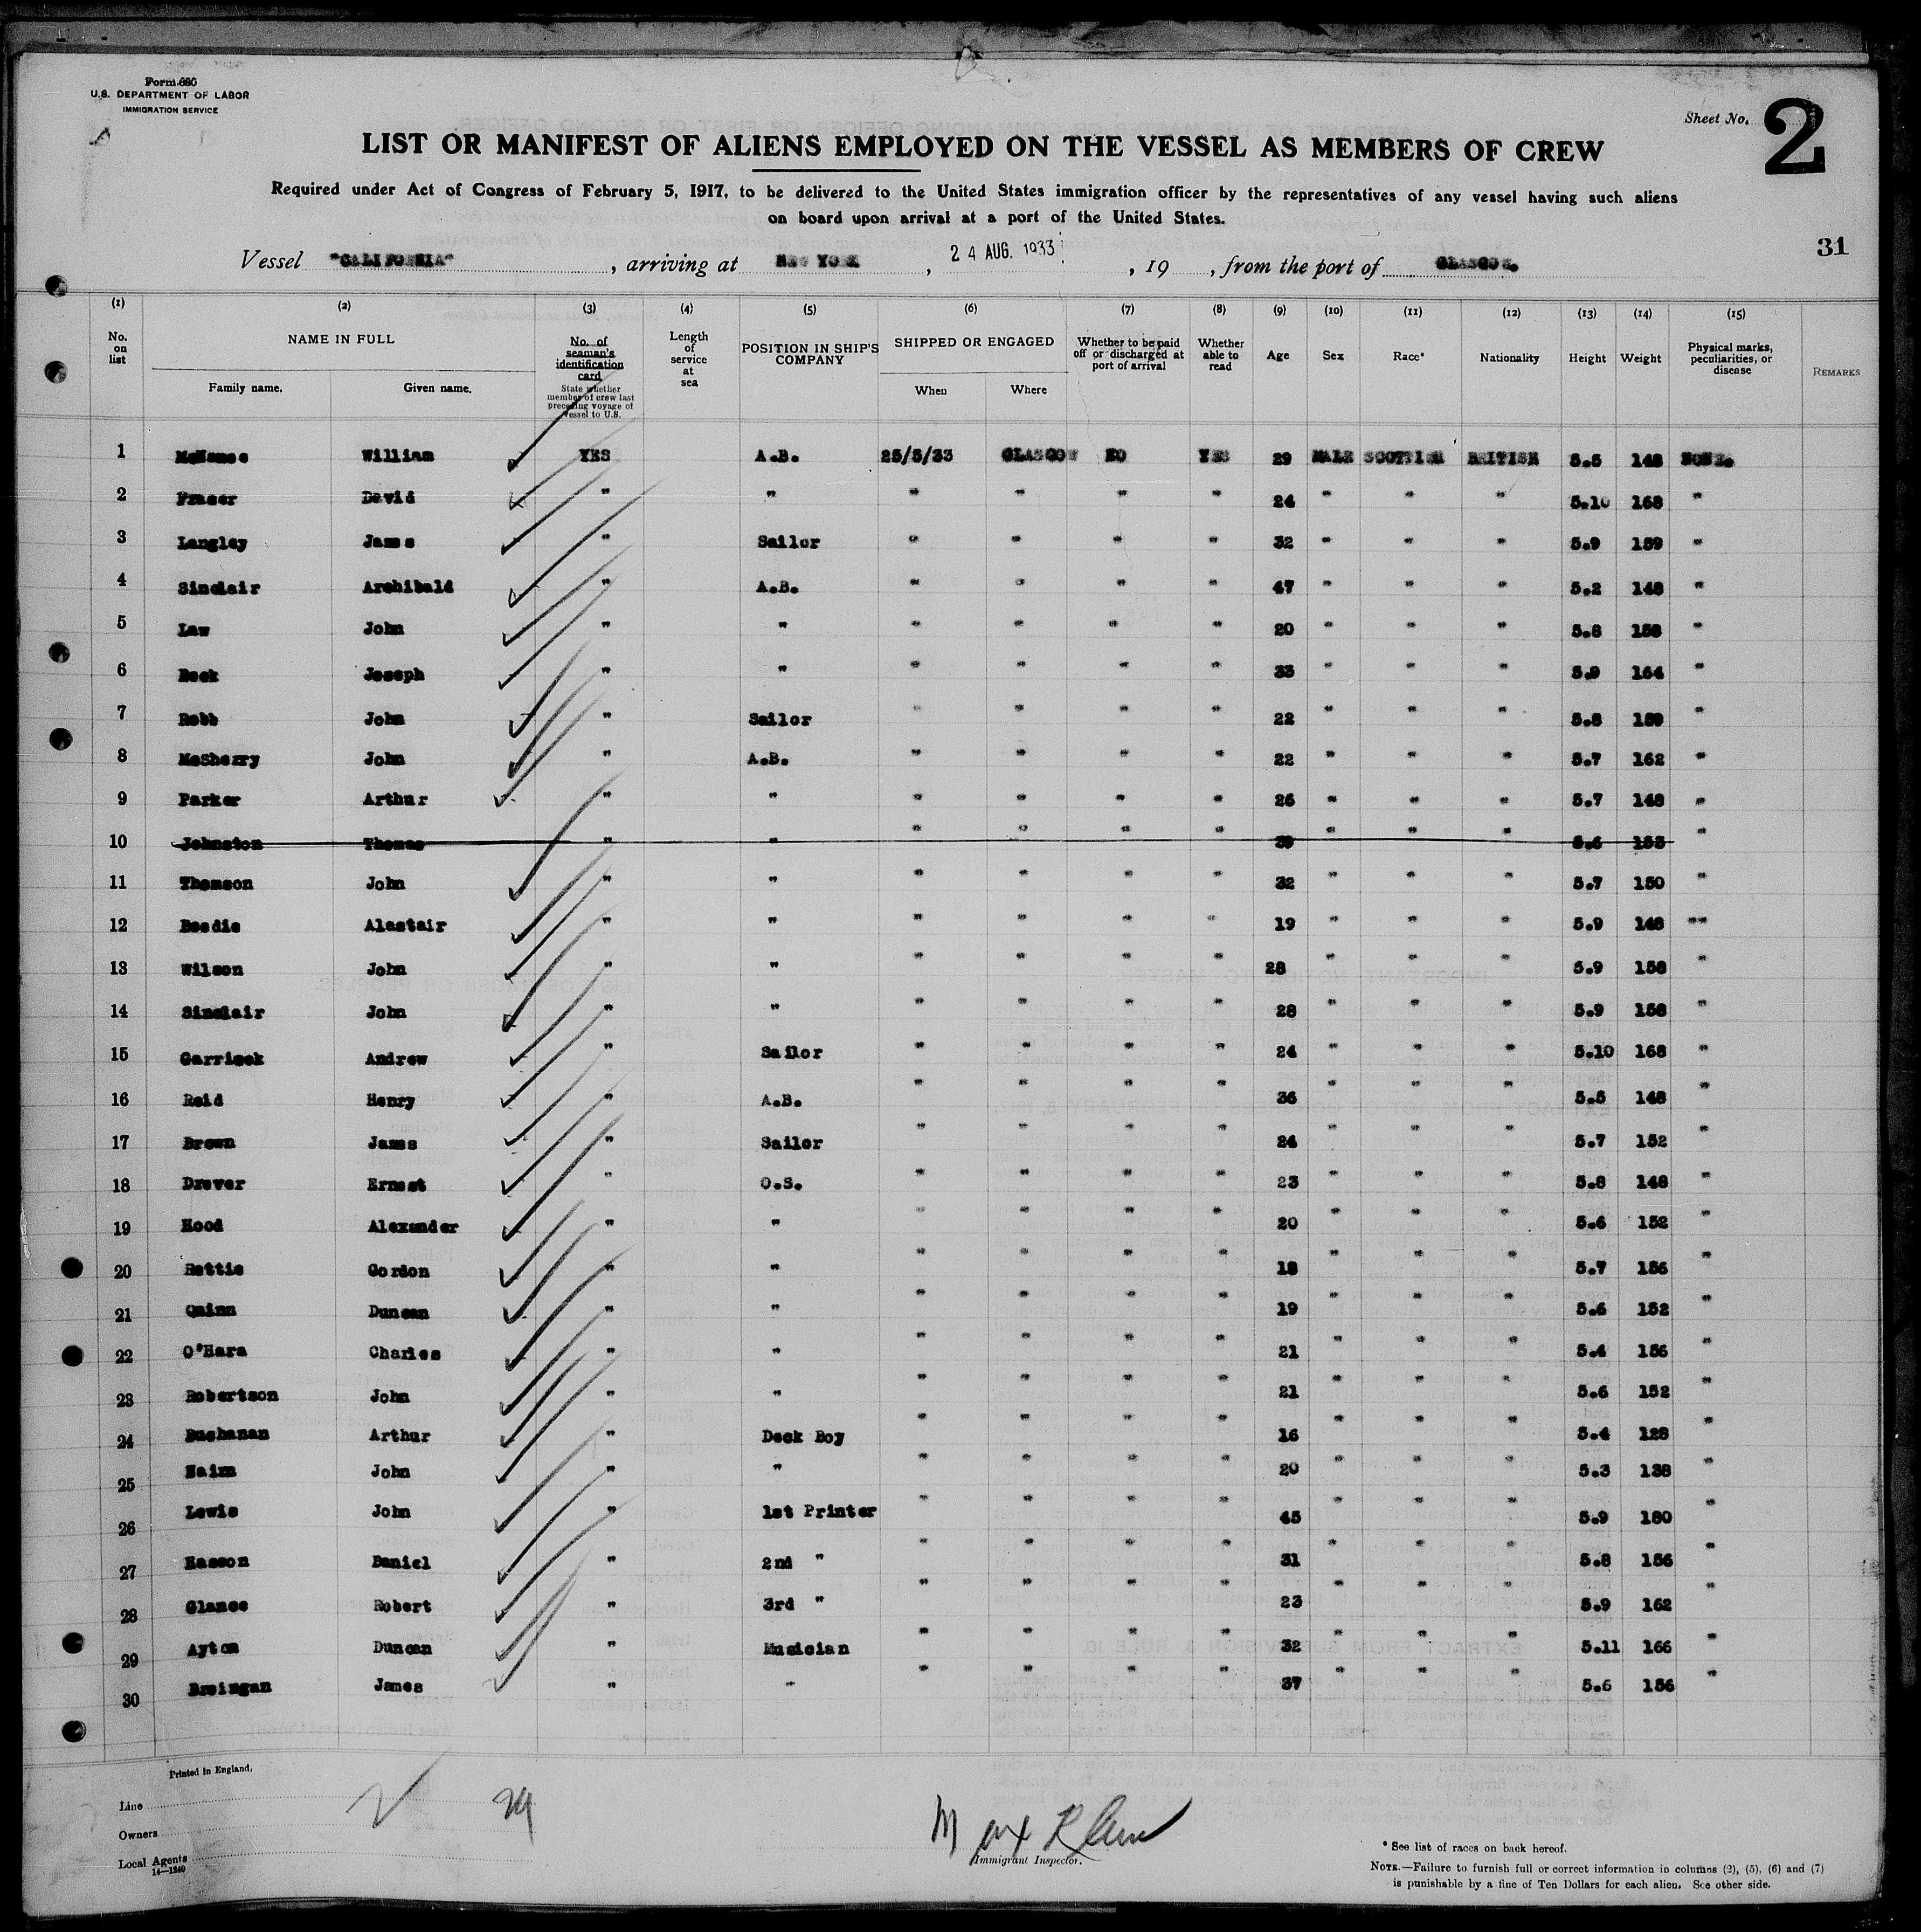 Form 680
U.S. DEPARTMENT OF LABOR
IMMIGRATION SERVICE
Sheet No. 2
LIST OR MANIFEST OF ALIENS EMPLOYED ON THE VESSEL AS MEMBERS OF CREW
Required under Act of Congress of February 5, 1917, to be delivered to the United States immigration officer by the representatives of any vessel having such aliens
on board upon arrival at a port of the United States.
31
Vessel "CALIFORNIA", arriving at NEW YORK, 24 AUG. 1933, 19 , from the port of GLASGOW.
(1) (2) (3) (4) (5) (6) (7) (8) (9) (10) (11) (12) (13) (14) (15)
No. on list NAME IN FULL Family name. Given name. No. of seaman's identification card State whether member of crew last preceding voyage of vessel to U.S. Length of service at sea POSITION IN SHIP'S COMPANY SHIPPED OR ENGAGED When Where Whether to be paid off or discharged at port of arrival Whether able to read Age Sex Race* Nationality Height Weight Physical marks, peculiarities, or disease REMARKS
1 McNamee William YES A.B. 25/5/33 GLASGOW NO YES 29 MALE SCOTTISH BRITISH 5.5 148 NONE.
2 Fraser David " " " " " " 24 " " " 5.10 168 "
3 Langley James " Sailor " " " " 32 " " " 5.9 159 "
4 Sinclair Archibald " A.B. " " " " 47 " " " 5.2 148 "
5 Law John " " " " " " 20 " " " 5.8 158 "
6 Joseph " " " " " " 33 " " " 5.9 164 "
7 Robb John " Sailor " " " " 22 " " " 5.8 159 "
8 McSherry John " A.B. " " " " 22 " " " 5.7 162 "
9 Parker Arthur " " " " " " 26 " " " 5.7 148 "
10 Johnston Thomas " " " " " " 39 " " " 5.6 155 "
11 Thomson John " " " " " " 32 " " " 5.7 150 "
12 Beedie Alastair " " " " " " 19 " " " 5.9 148 ""
13 Wilson John " " " " " " 28 " " " 5.9 158 "
14 Sinclair John " " " " " " 28 " " " 5.9 158 "
15 Garriock Andrew " Sailor " " " " 24 " " " 5.10 168 "
16 Reid Henry " A.B. " " " " 36 " " " 5.5 148 "
17 Brown James " Sailor " " " " 24 " " " 5.7 152 "
18 Drever Ernest " O.S. " " " " 23 " " " 5.8 148 "
19 Hood Alexander " " " " " " 20 " " " 5.6 152 "
20 Rettie Gordon " " " " " " 18 " " " 5.7 156 "
21 Quinn Duncan " " " " " " 19 " " " 5.6 152 "
22 O'Hara Charles " " " " " " 21 " " " 5.4 156 "
23 Robertson John " " " " " " 21 " " " 5.6 152 "
24 Buchanan Arthur " Deck Boy " " " " 16 " " " 5.4 128 "
25 John " " " " " " 20 " " " 5.3 138 "
26 Lewis John " 1st Printer " " " " 45 " " " 5.9 180 "
27 Hasson Daniel " 2nd " " " " " 31 " " " 5.8 156 "
28 Glance Robert " 3rd " " " " " 23 " " " 5.9 162 "
29 Ayton Duncan " Musician " " " " 32 " " " 5.11 166 "
30 Breingan James " " " " " " 37 " " " 5.6 156 "
Printed in England.
Line
Owners
Local Agents
14—1240
29
Max Klein
Immigrant Inspector.
* See list of races on back hereof.
NOTE.—Failure to furnish full or correct information in columns (2), (5), (6) and (7)
is punishable by a fine of Ten Dollars for each alien. See other side.